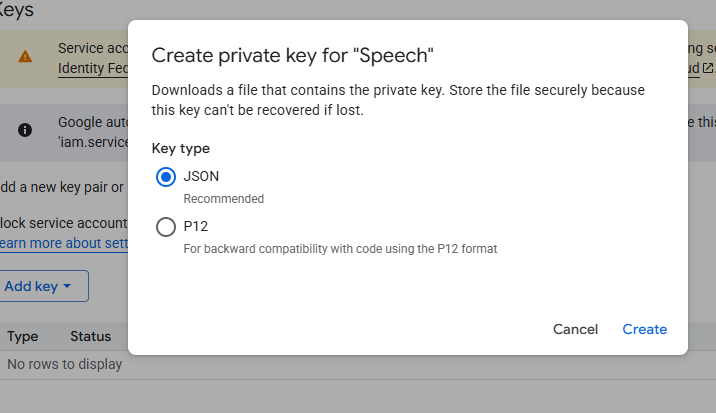 Keys
Create private key for "Speech"
Downloads a file that contains the private key. Store the file securely because
this key can't be recovered if lost.
Key type
JSON
Recommended
P12
For backward compatibility with code using the P12 format
Cancel
Create
Service acc
ng se
Identity Fed
ud
Google auto
e this
'iam.service
dd a new key pair or
lock service account
earn more about sett
Add key
Type Status
No rows to display